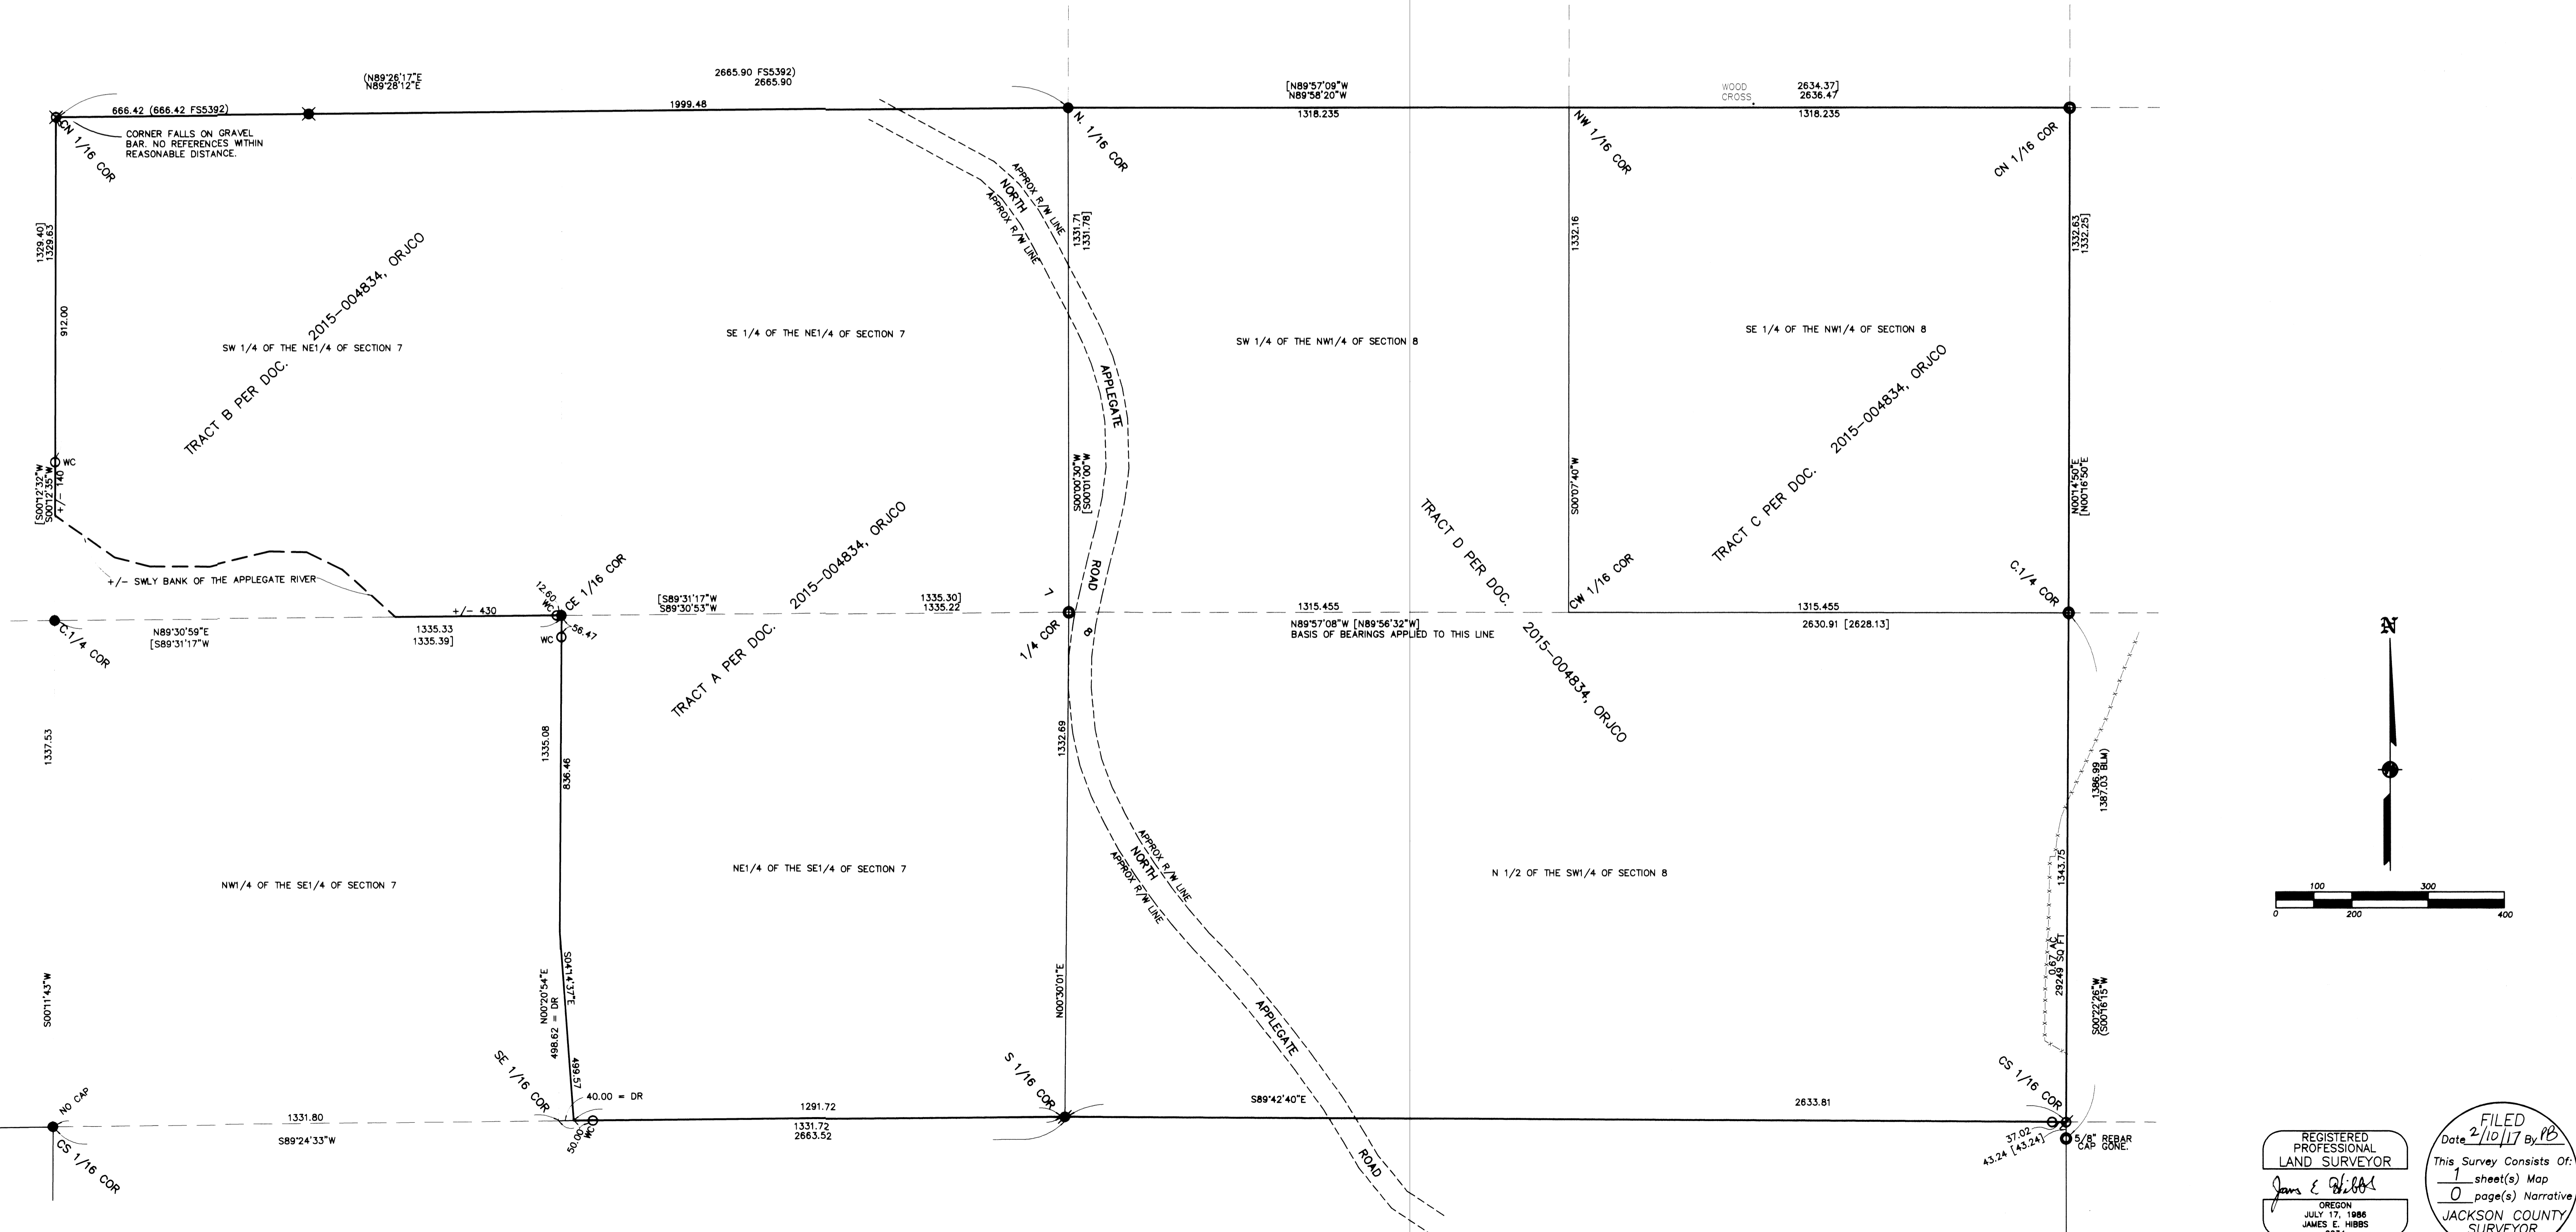 (N89°26'17"E
N89°28'12"E
2665.90 FS5392)
2665.90
[N89°57'09"W
N89°58'20"W
WOOD
CROSS
2634.37]
2636.47
666.42 (666.42 FS5392)
1999.48
1318.235
1318.235
CN 1/16 COR
CORNER FALLS ON GRAVEL
BAR. NO REFERENCES WITHIN
REASONABLE DISTANCE.
N. 1/16 COR
NW 1/16 COR
CN 1/16 COR
APPROX R/W LINE
NORTH
APPROX R/W LINE
1329.40]
1329.63
1331.71
1331.78]
1332.16
1332.63
1332.25]
912.00
TRACT B PER DOC. 2015-004834, ORJCO
SW 1/4 OF THE NE1/4 OF SECTION 7
SE 1/4 OF THE NE1/4 OF SECTION 7
SW 1/4 OF THE NW1/4 OF SECTION 8
SE 1/4 OF THE NW1/4 OF SECTION 8
APPLEGATE
TRACT C PER DOC. 2015-004834, ORJCO
WC
[S00°12'32"W
S00°12'35"W
+/- 140
S00°00'30"W
[S00°01'00"W
S00°07'40"W
N00°14'50"E
[N00°16'50"E
TRACT D PER DOC. 2015-004834, ORJCO
TRACT A PER DOC. 2015-004834, ORJCO
+/- SWLY BANK OF THE APPLEGATE RIVER
12.60
WC
CE 1/16 COR
ROAD
CW 1/16 COR
C.1/4 COR
+/- 430
[S89°31'17"W
S89°30'53"W
1335.30]
1335.22
7
8
1/4 COR
1315.455
1315.455
C.1/4 COR
N89°30'59"E
[S89°31'17"W
1335.33
1335.39]
56.47
WC
N89°57'08"W [N89°56'32"W]
BASIS OF BEARINGS APPLIED TO THIS LINE
2630.91 [2628.13]
N
1337.53
1335.08
836.46
1332.69
1386.99
1387.03 BLM)
APPROX R/W LINE
NORTH
APPROX R/W LINE
1343.75
NW1/4 OF THE SE1/4 OF SECTION 7
NE1/4 OF THE SE1/4 OF SECTION 7
N 1/2 OF THE SW1/4 OF SECTION 8
100 300
0 200 400
0.67 AC
29249 SQ FT
S00°11'43"W
N00°20'54"E
498.62 = DR
S04°14'37"E
499.57
N00°30'01"E
S00°22'26"W
(S00°16'15"W
APPLEGATE
SE 1/16 COR
S 1/16 COR
CS 1/16 COR
NO CAP
1331.80
S89°24'33"W
40.00 = DR
50.00
WC
1291.72
1331.72
2663.52
S89°42'40"E
2633.81
37.02
43.24 [43.24]
5/8" REBAR
CAP GONE.
CS 1/16 COR
ROAD
REGISTERED
PROFESSIONAL
LAND SURVEYOR
James E Hibbs
OREGON
JULY 17, 1986
JAMES E. HIBBS
FILED
Date 2/10/17 By PB
This Survey Consists Of:
1 sheet(s) Map
0 page(s) Narrative
JACKSON COUNTY
SURVEYOR